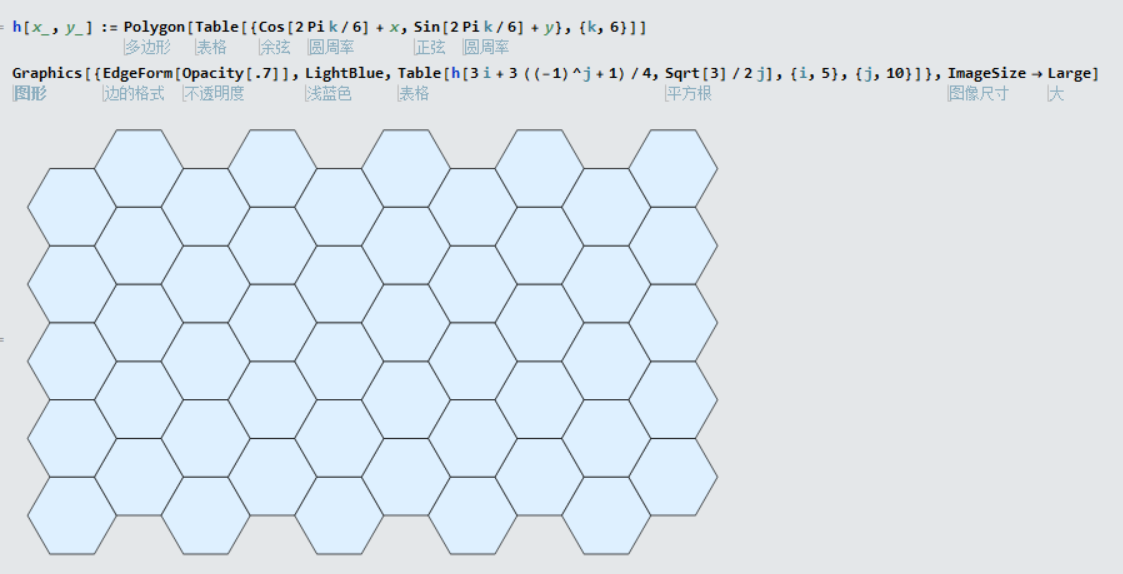 h[x_, y_] := Polygon[Table[{Cos[2 Pi k / 6] + x, Sin[2 Pi k / 6] + y}, {k, 6}]]
多边形 表格 余弦 圆周率 正弦 圆周率
Graphics[{EdgeForm[Opacity[.7]], LightBlue, Table[h[3 i + 3 ((-1) ^ j + 1) / 4, Sqrt[3] / 2 j], {i, 5}, {j, 10}]}, ImageSize → Large]
图形 边的格式 不透明度 浅蓝色 表格 平方根 图像尺寸 大